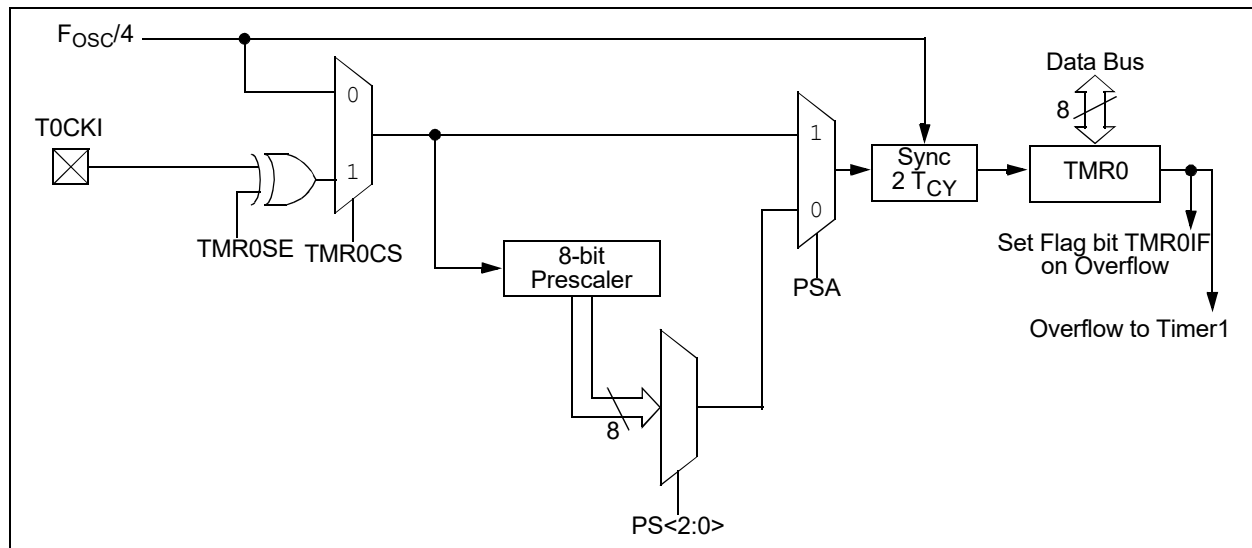 FOSC/4
Data Bus
8
T0CKI
0
1
1
0
Sync
2 TCY
TMR0
TMR0SE
TMR0CS
8-bit
Prescaler
PSA
Set Flag bit TMR0IF
on Overflow
Overflow to Timer1
8
PS<2:0>